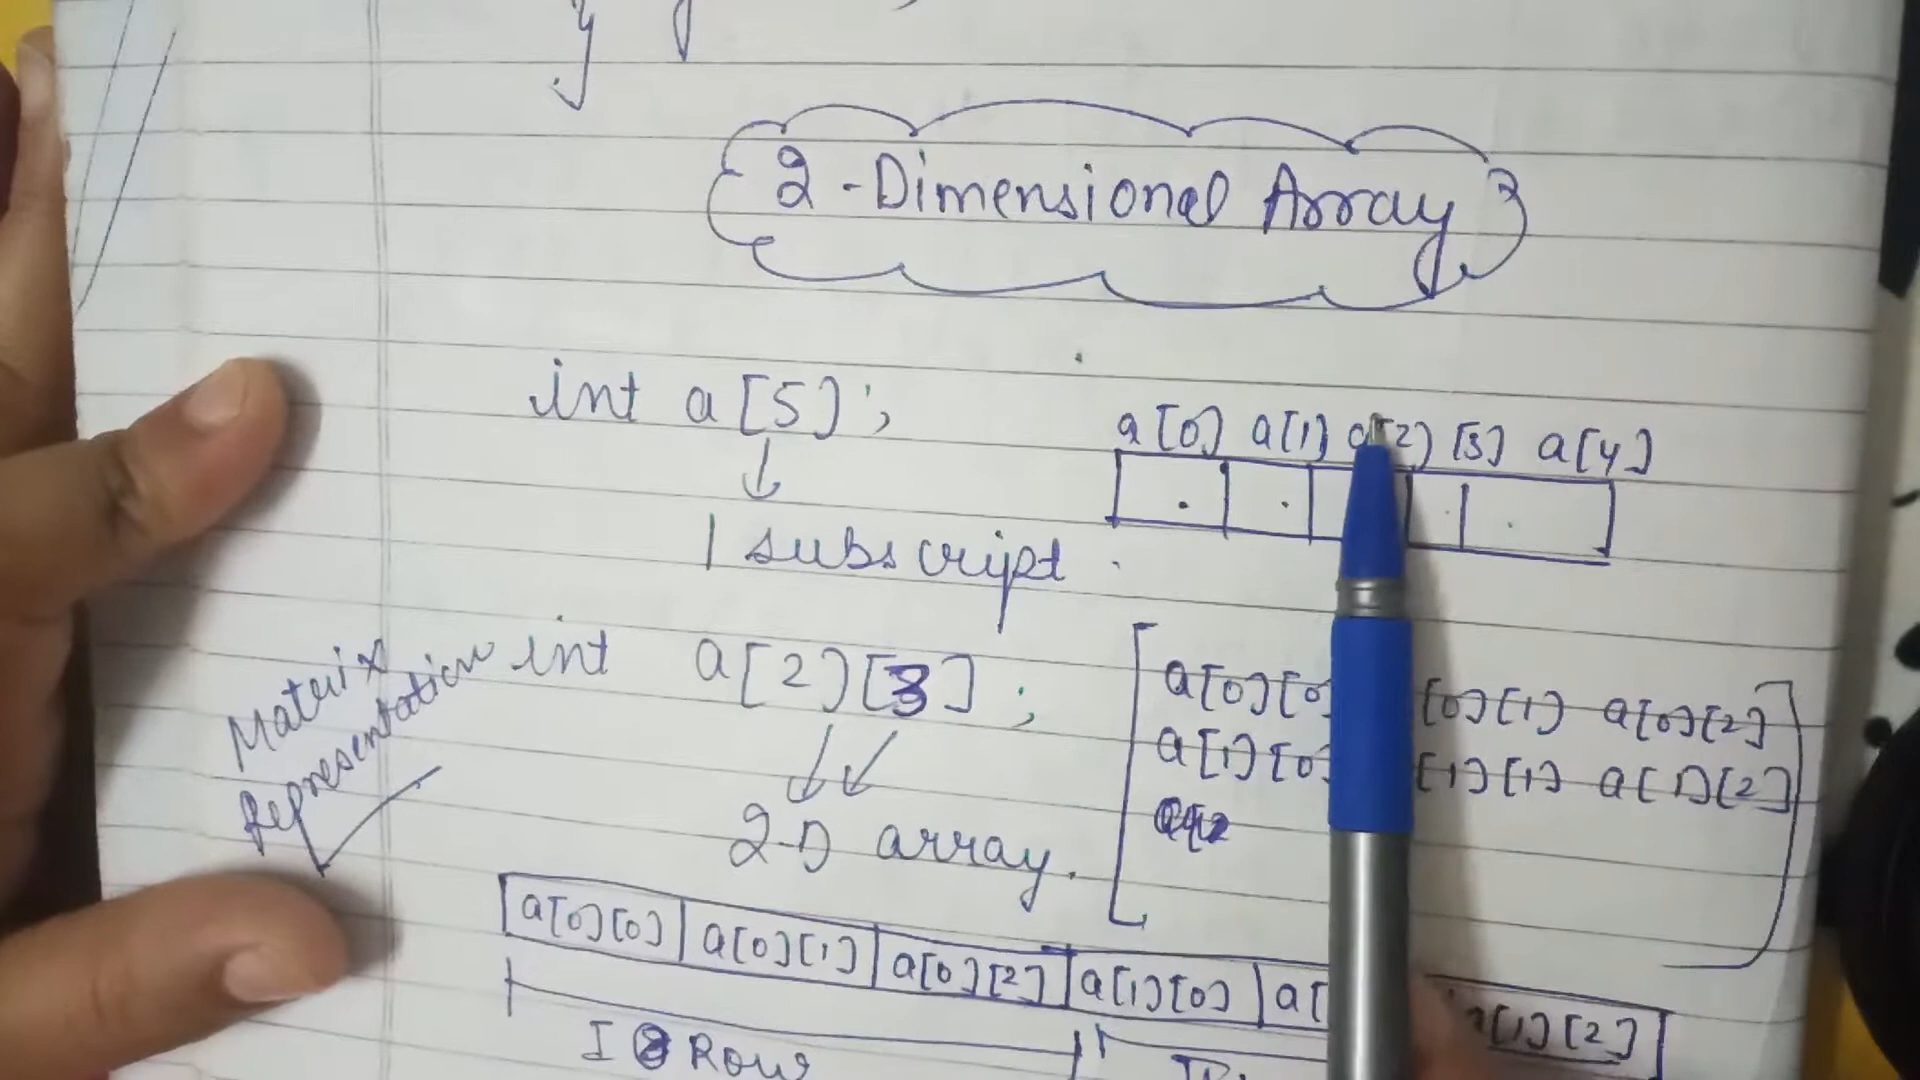 2-Dimensional Array
int a[5];
a[0] a[1] a[2] [3] a[4]
1 subscript.
Matrix
Representation
int a[2][3];
a[0][0] [0][1] a[0][2]
a[1][0] [1][1] a[1][2]
2-D array.
a[0][0] a[0][1] a[0][2] a[1][0] a[ [1][2]
I Row